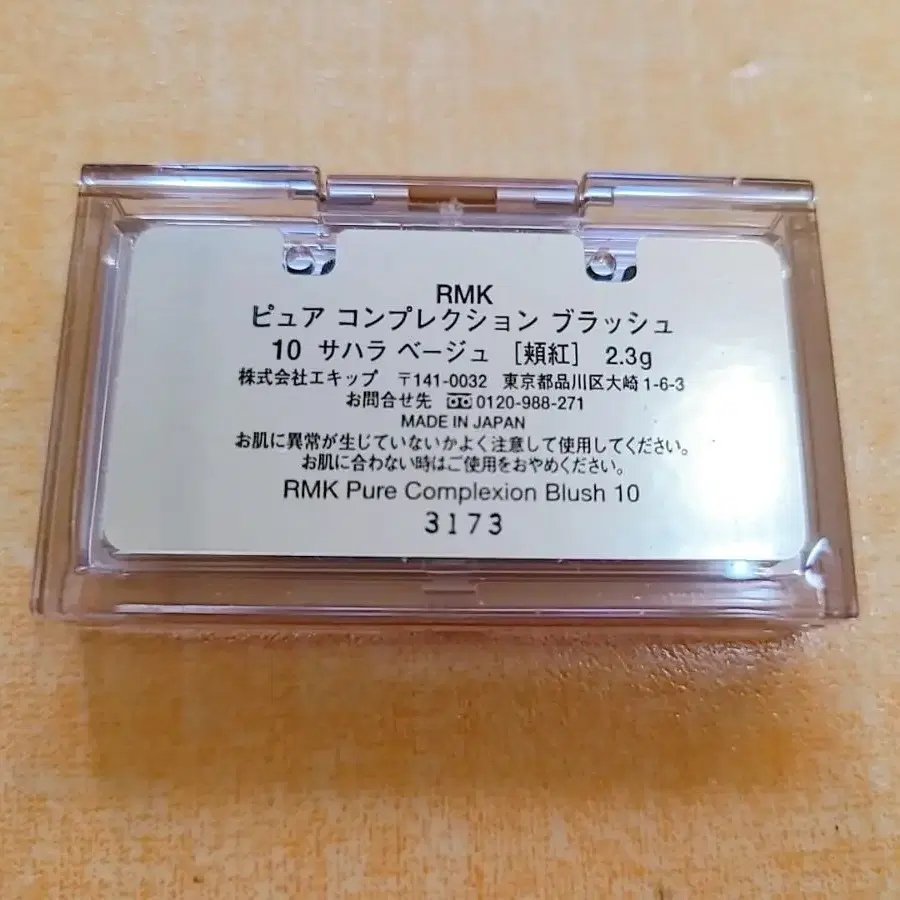 RMK
ピュア コンプレクション ブラッシュ
10 サハラ ベージュ [頬紅] 2.3g
株式会社エキップ 〒141-0032 東京都品川区大崎1-6-3
お問合せ先 0120-988-271
MADE IN JAPAN
お肌に異常が生じていないかよく注意して使用してください。
お肌に合わない時はご使用をおやめください。
RMK Pure Complexion Blush 10
3173